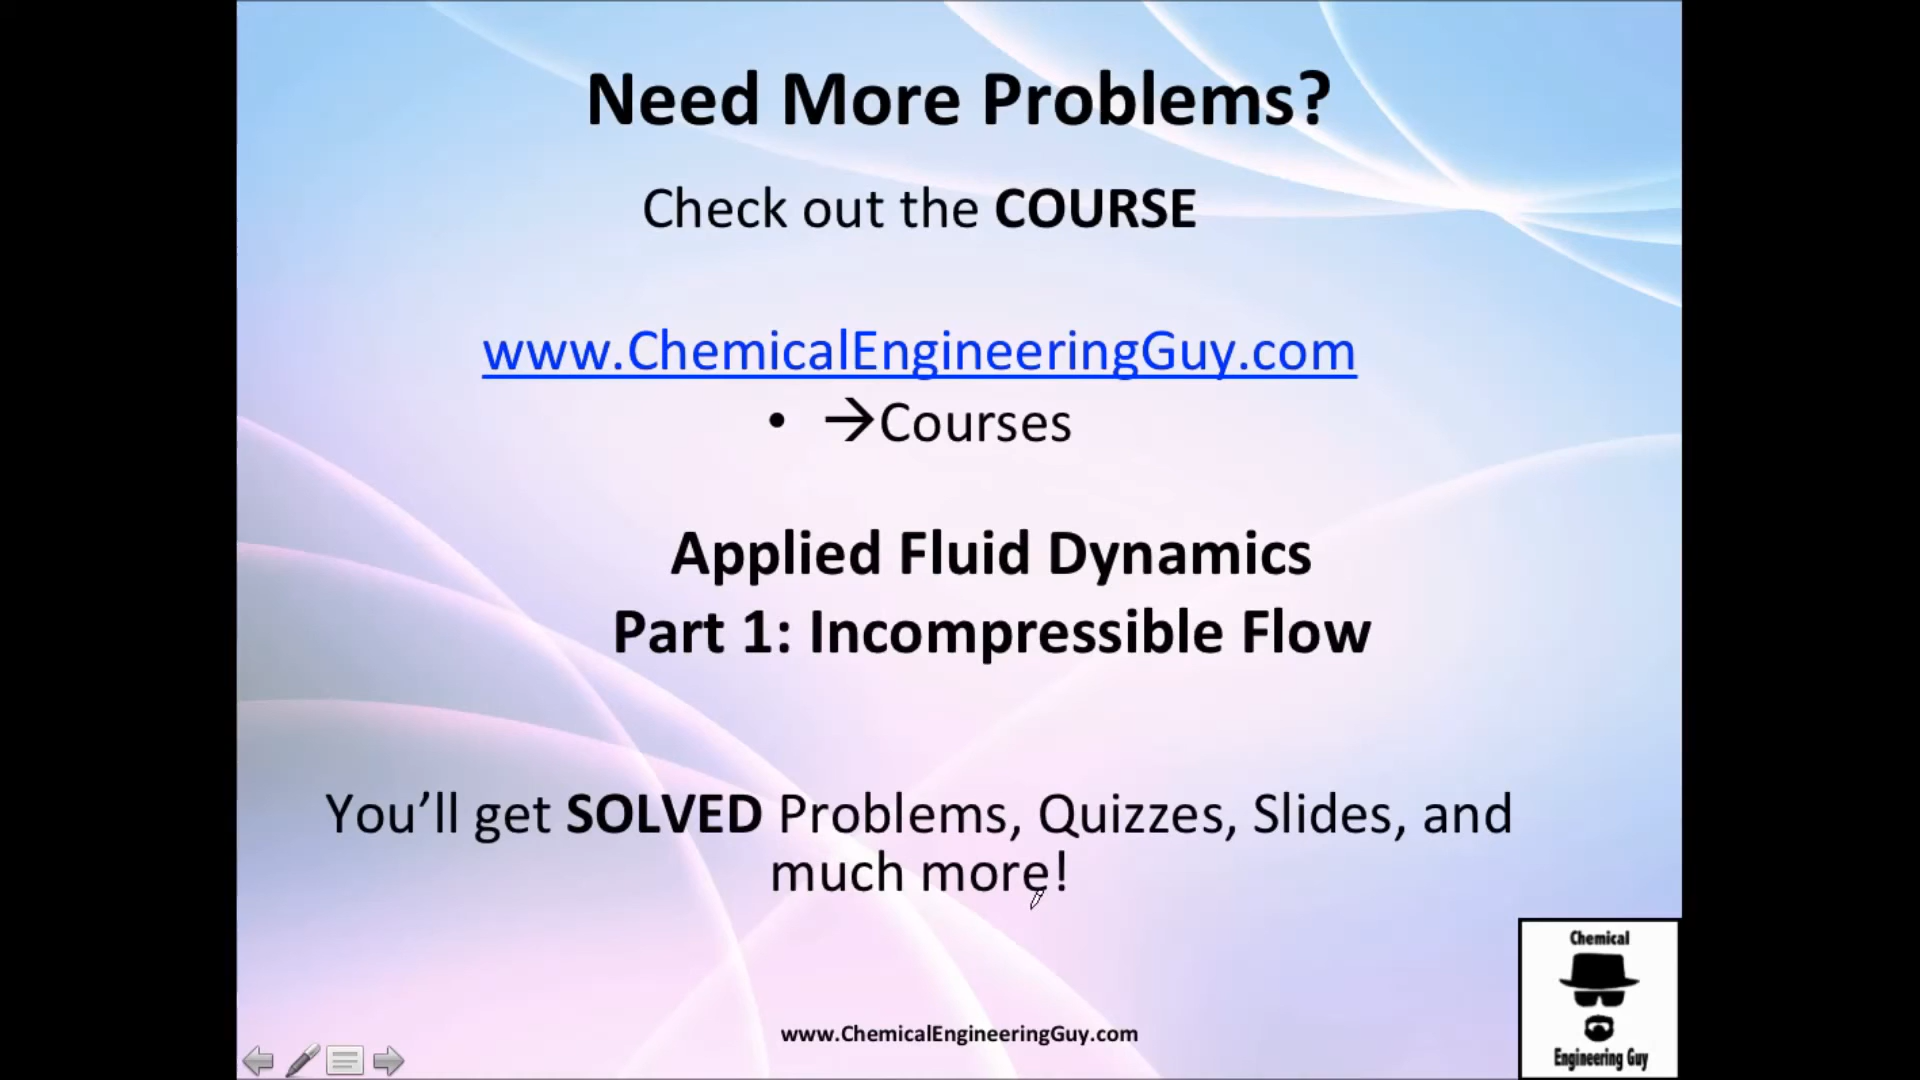 Need More Problems?
Check out the COURSE
www.ChemicalEngineeringGuy.com
• →Courses
Applied Fluid Dynamics
Part 1: Incompressible Flow
You’ll get SOLVED Problems, Quizzes, Slides, and
much more!
www.ChemicalEngineeringGuy.com
Chemical
Engineering Guy